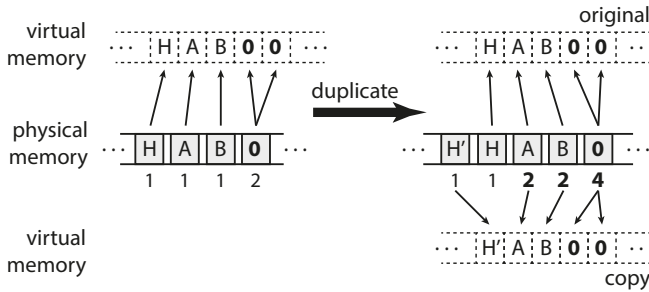 original
virtual memory ··· H A B 0 0 ··· ··· H A B 0 0 ···
duplicate
physical memory ··· H A B 0 ··· ··· H' H A B 0 ···
1 1 1 2 1 1 2 2 4
virtual memory ··· H' A B 0 0 ···
copy